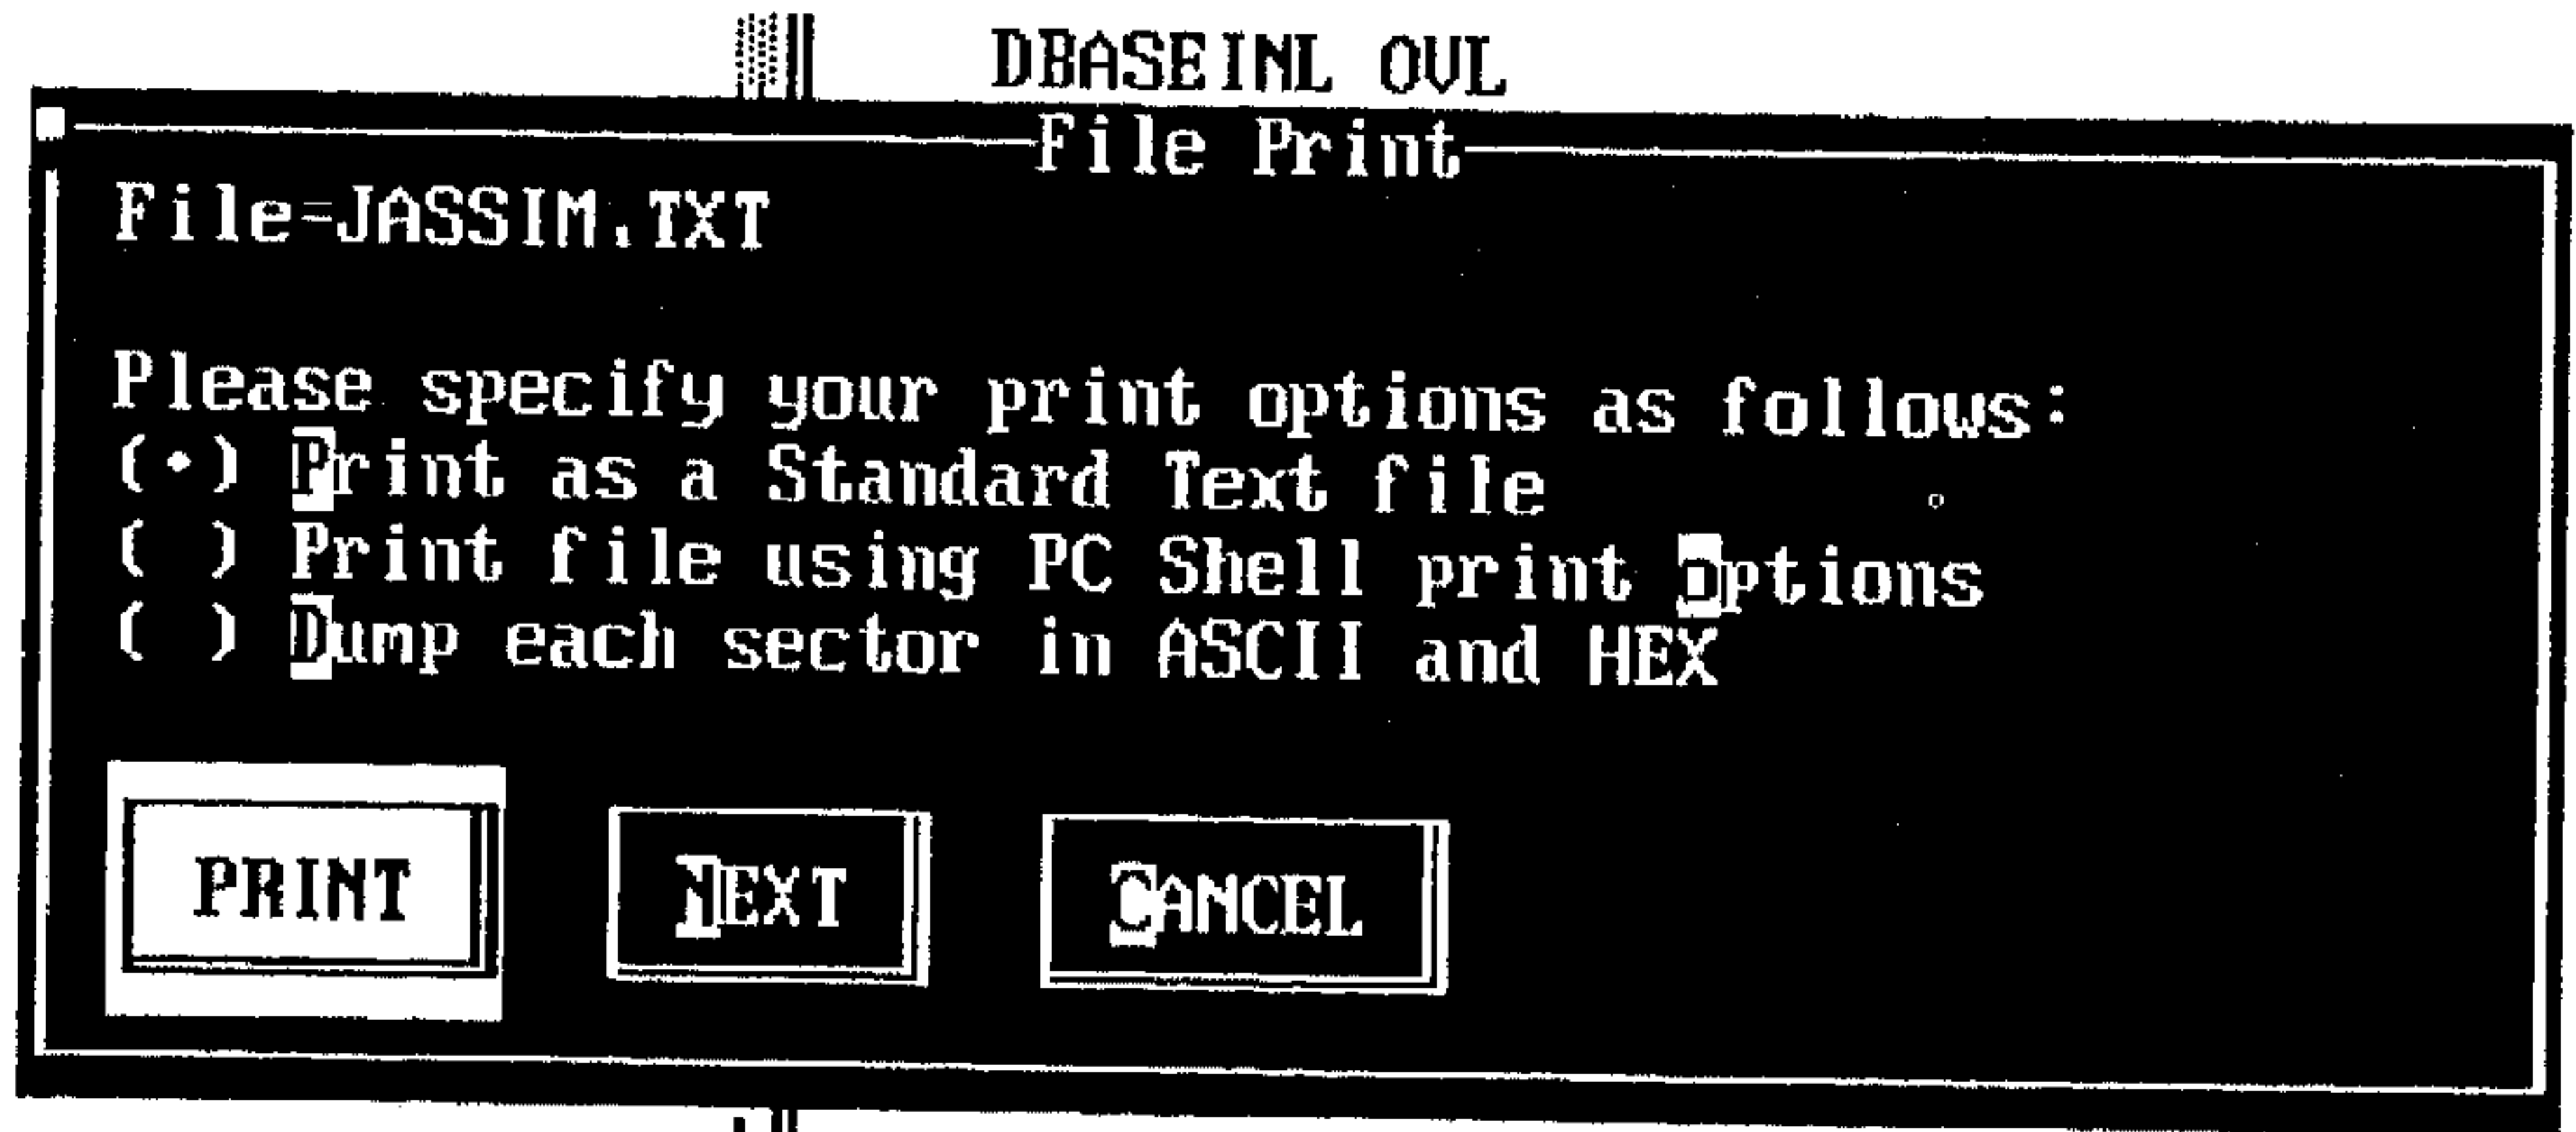 DBASEINL OVL
File Print
File=JASSIM.TXT
Please specify your print options as follows:
(•) Print as a Standard Text file
( ) Print file using PC Shell print options
( ) Dump each sector in ASCII and HEX
PRINT NEXT CANCEL